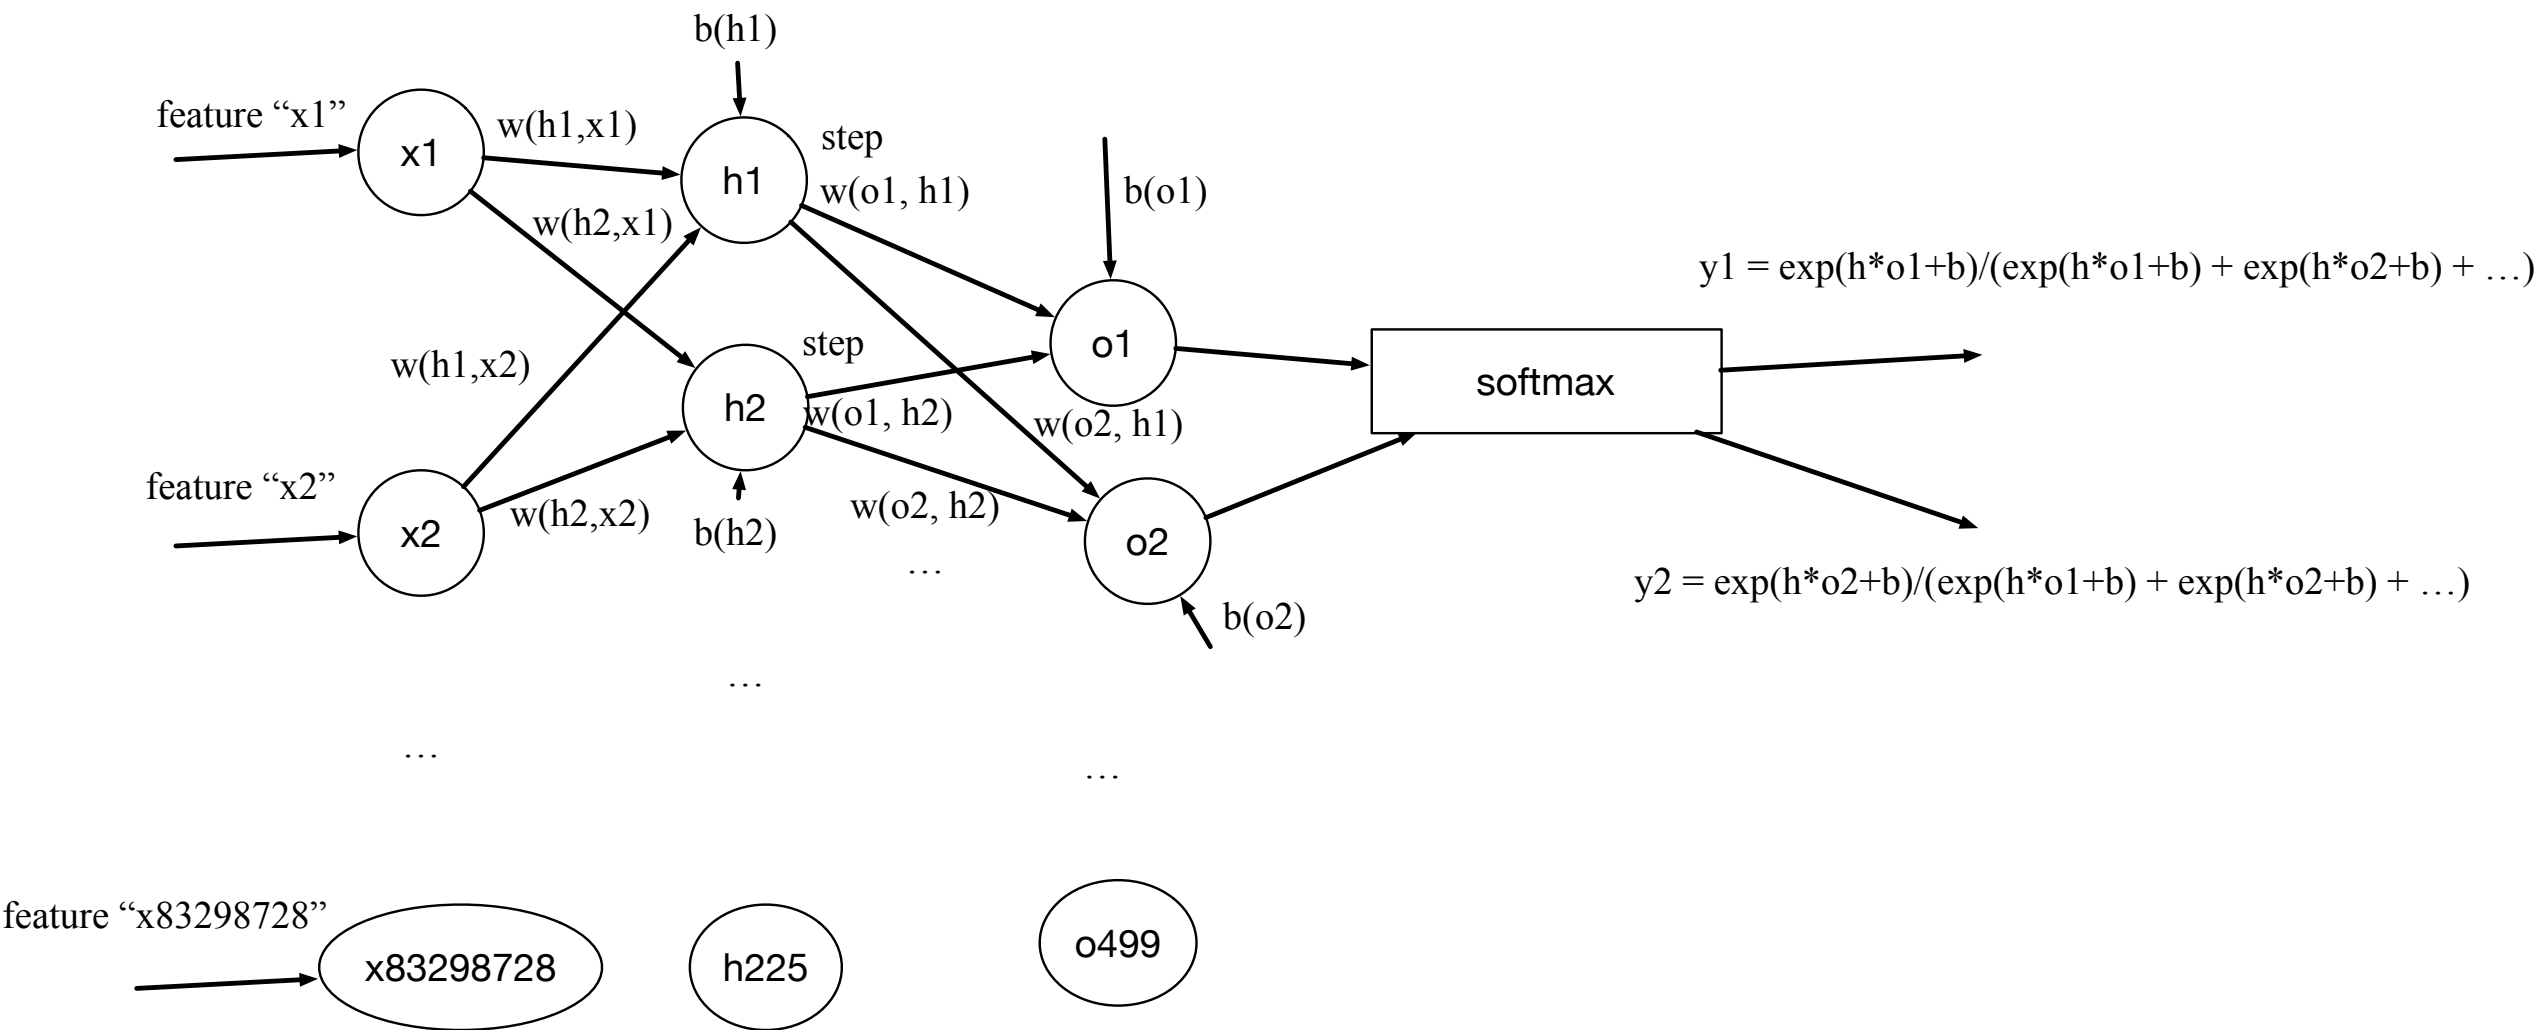 b(h1)
feature “x1”
x1
w(h1,x1)
h1
step
w(o1, h1)
b(o1)
w(h2,x1)
y1 = exp(h*o1+b)/(exp(h*o1+b) + exp(h*o2+b) + …)
w(h1,x2)
step
o1
softmax
h2
w(o1, h2)
w(o2, h1)
feature “x2”
x2
w(h2,x2)
b(h2)
w(o2, h2)
…
o2
y2 = exp(h*o2+b)/(exp(h*o1+b) + exp(h*o2+b) + …)
b(o2)
…
…
…
feature “x83298728”
x83298728
h225
o499